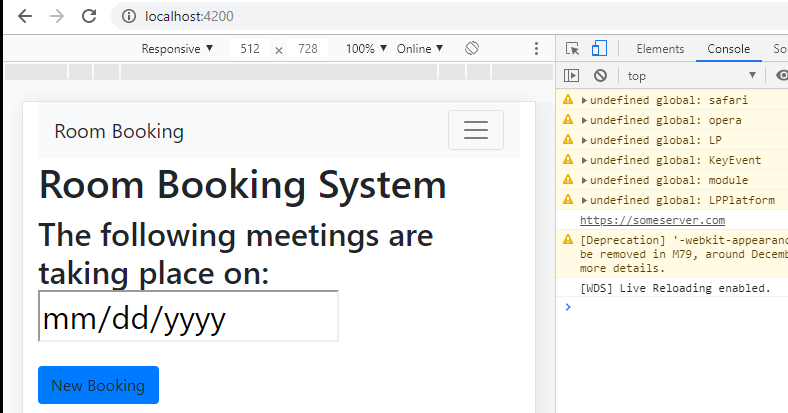 localhost:4200
Responsive ▼ 512 × 728 100% ▼ Online ▼
Elements Console So
top ▼
undefined global: safari
undefined global: opera
undefined global: LP
undefined global: KeyEvent
undefined global: module
undefined global: LPPlatform
https://someserver.com
[Deprecation] '-webkit-appearanc
be removed in M79, around Decemb
more details.
[WDS] Live Reloading enabled.
Room Booking
Room Booking System
The following meetings are
taking place on:
mm/dd/yyyy
New Booking